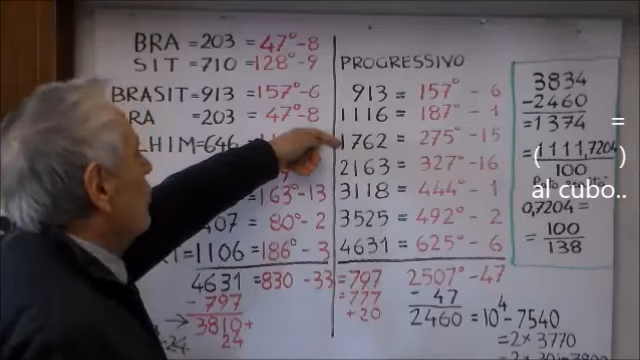 BRA = 203 = 47° - 8
SIT = 710 = 128° - 9
BRASIT = 913 = 157° - 6
RA = 203 = 47° - 8
LHIM = 646
= 163° - 13
407 = 80° - 2
= 1106 = 186° - 3
4631 = 830 - 33
- 797
→ 3810 +
24
24
PROGRESSIVO
913 = 157° - 6
1116 = 187° - 1
1762 = 275° - 15
2163 = 327° - 16
3118 = 444° - 1
3525 = 492° - 2
4631 = 625° - 6
= 797 2507° - 47
= 777 - 47
+ 20 2460 = 10⁴ - 7540
= 2 × 3770
3834
- 2460
= 1374 =
= ( 1111,7204 )
100
al cubo..
0,7204 =
= 100
138